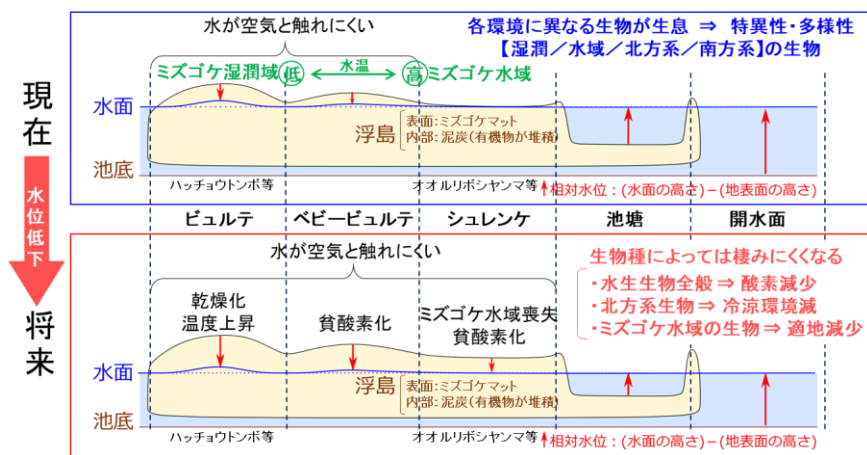 各環境に異なる生物が生息 ⇒ 特異性・多様性
【湿潤／水域／北方系／南方系】の生物
水が空気と触れにくい
ミズゴケ湿潤域 低 水温 高 ミズゴケ水域
現在
水面
浮島
表面：ミズゴケマット
内部：泥炭(有機物が堆積)
池底
ハッチョウトンボ等
オオルリボシヤンマ等
相対水位：(水面の高さ)－(地表面の高さ)
水位低下
ビュルテ
ベビービュルテ
シュレンケ
池塘
開水面
水が空気と触れにくい
生物種によっては棲みにくくなる
・水生生物全般 ⇒ 酸素減少
・北方系生物 ⇒ 冷涼環境減
・ミズゴケ水域の生物 ⇒ 適地減少
乾燥化
温度上昇
貧酸素化
ミズゴケ水域喪失
貧酸素化
将来
水面
浮島
表面：ミズゴケマット
内部：泥炭(有機物が堆積)
池底
ハッチョウトンボ等
オオルリボシヤンマ等
相対水位：(水面の高さ)－(地表面の高さ)